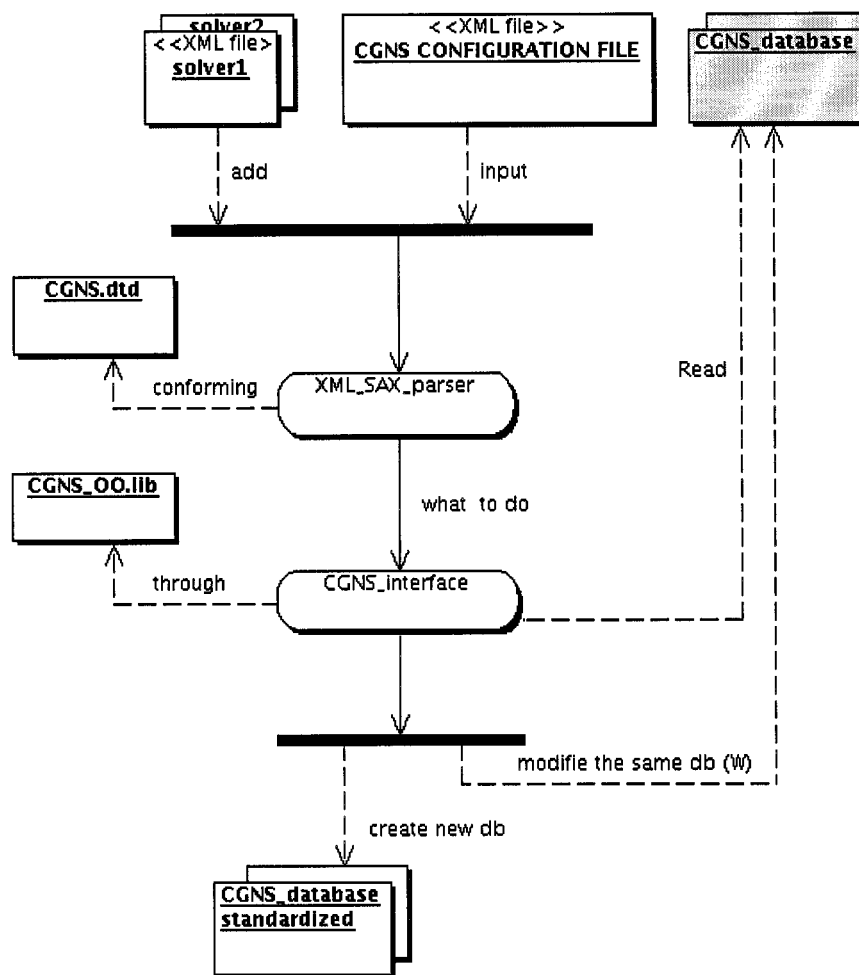 solver2
<<XML file>
solver1
<<XML file>>
CGNS CONFIGURATION FILE
CGNS_database
add
input
CGNS.dtd
conforming
XML_SAX_parser
Read
CGNS_OO.lib
what to do
through
CGNS_interface
modifie the same db (W)
create new db
CGNS_database
standardized